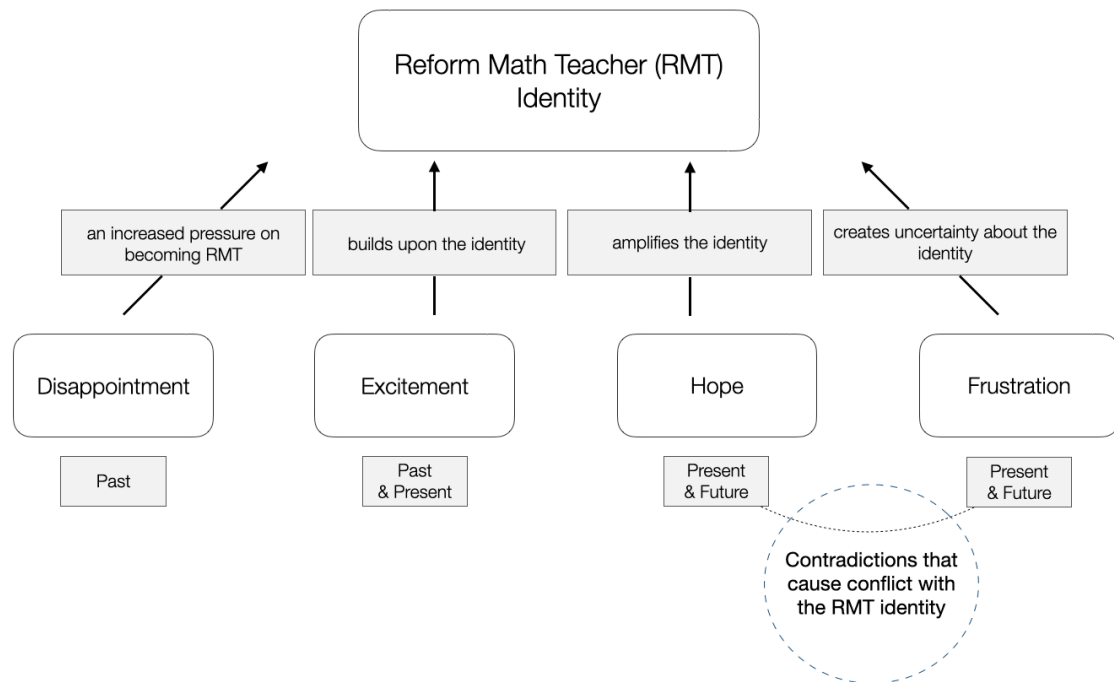 Reform Math Teacher (RMT)
Identity
an increased pressure on
becoming RMT
builds upon the identity
amplifies the identity
creates uncertainty about the
identity
Disappointment
Excitement
Hope
Frustration
Past
Past
& Present
Present
& Future
Present
& Future
Contradictions that
cause conflict with
the RMT identity